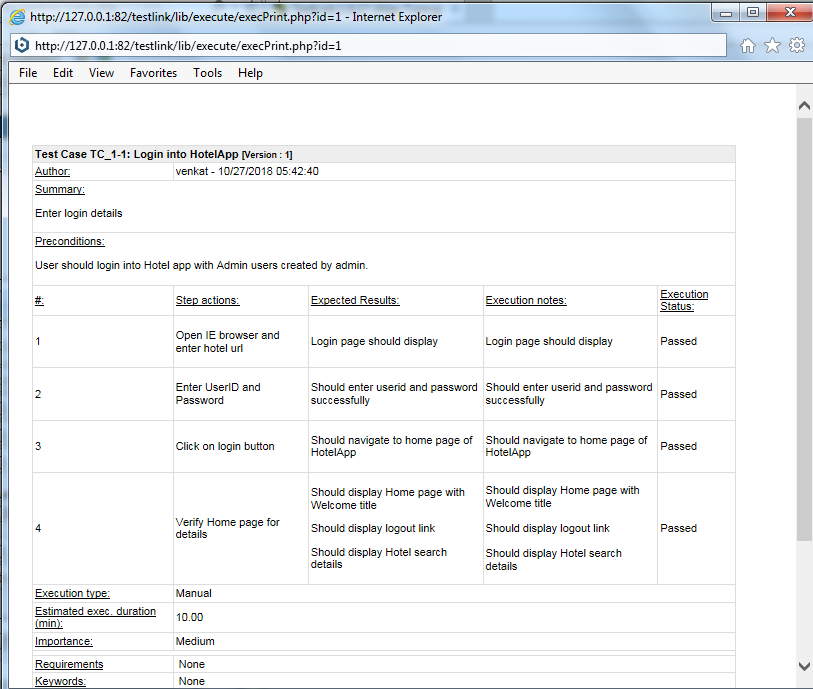 http://127.0.0.1:82/testlink/lib/execute/execPrint.php?id=1 - Internet Explorer
http://127.0.0.1:82/testlink/lib/execute/execPrint.php?id=1
File Edit View Favorites Tools Help
Test Case TC_1-1: Login into HotelApp [Version : 1]
Author: venkat - 10/27/2018 05:42:40
Summary:
Enter login details
Preconditions:
User should login into Hotel app with Admin users created by admin.
#: Step actions: Expected Results: Execution notes: Execution
Status:
1 Open IE browser and Login page should display Login page should display Passed
enter hotel url
2 Enter UserID and Should enter userid and password Should enter userid and password Passed
Password successfully successfully
3 Click on login button Should navigate to home page of Should navigate to home page of Passed
HotelApp HotelApp
Should display Home page with Should display Home page with
Welcome title Welcome title
4 Verify Home page for Should display logout link Should display logout link Passed
details Should display Hotel search Should display Hotel search
details details
Execution type: Manual
Estimated exec. duration 10.00
(min):
Importance: Medium
Requirements None
Keywords: None